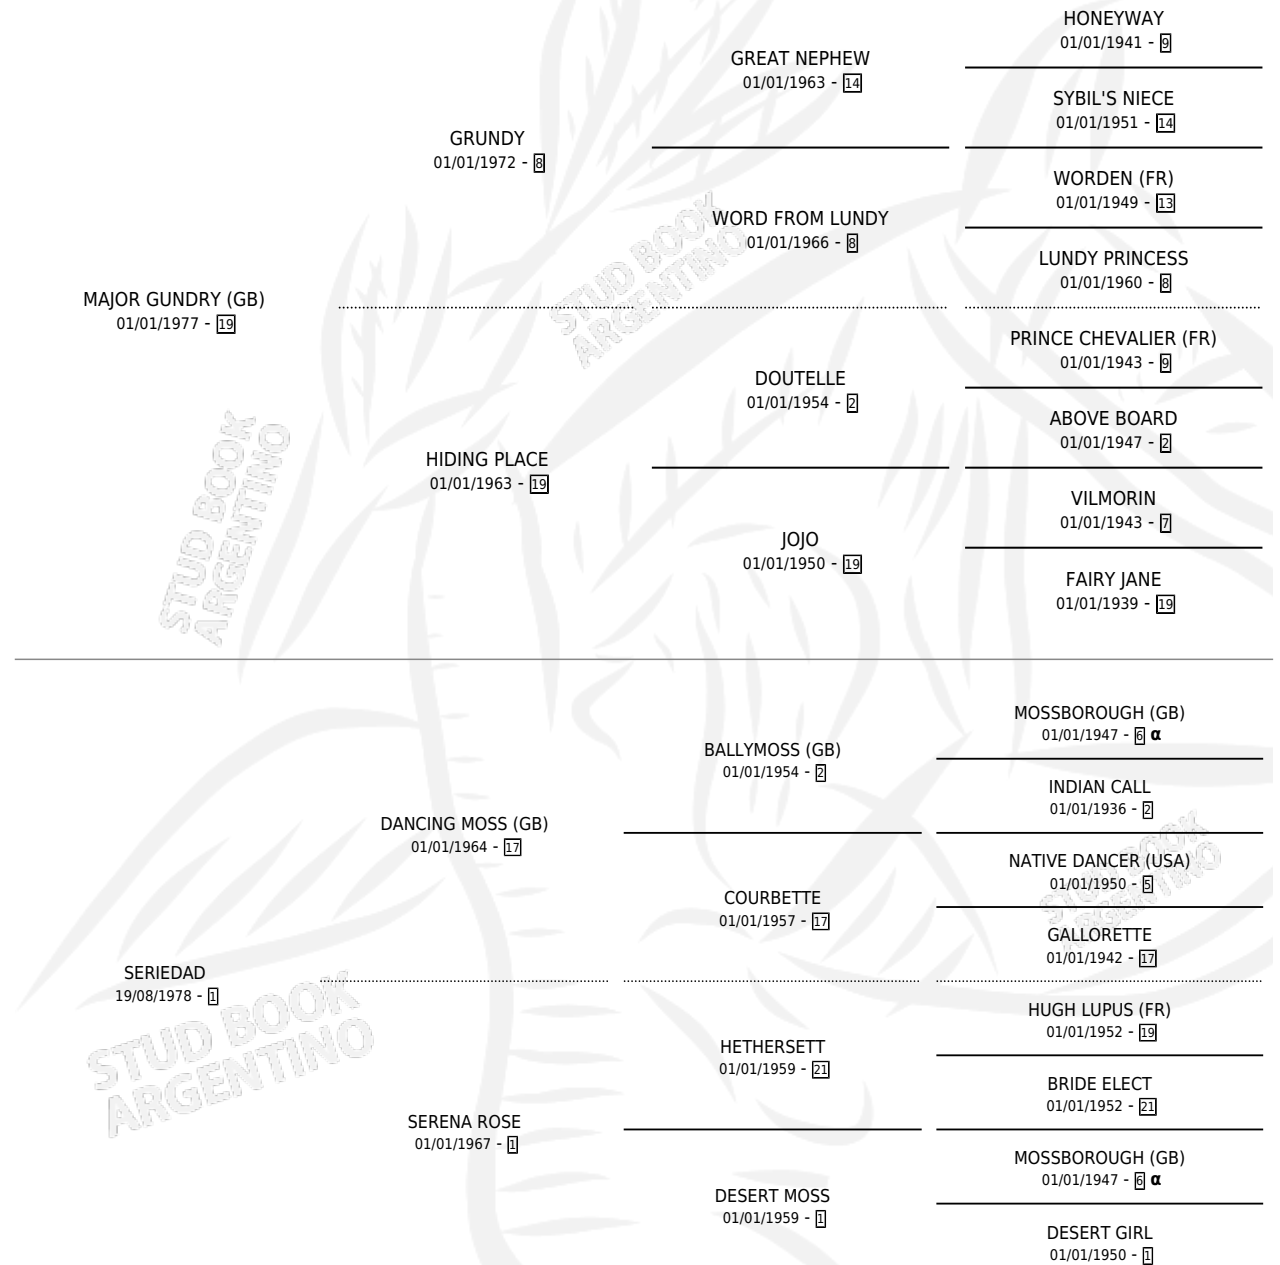 HONEYWAY
01/01/1941 - 9
GREAT NEPHEW
01/01/1963 - 14
SYBIL'S NIECE
01/01/1951 - 14
GRUNDY
01/01/1972 - 8
WORDEN (FR)
01/01/1949 - 13
WORD FROM LUNDY
01/01/1966 - 8
LUNDY PRINCESS
01/01/1960 - 8
MAJOR GUNDRY (GB)
01/01/1977 - 19
PRINCE CHEVALIER (FR)
01/01/1943 - 9
DOUTELLE
01/01/1954 - 2
ABOVE BOARD
01/01/1947 - 2
HIDING PLACE
01/01/1963 - 19
VILMORIN
01/01/1943 - 7
JOJO
01/01/1950 - 19
FAIRY JANE
01/01/1939 - 19
MOSSBOROUGH (GB)
01/01/1947 - 6 α
BALLYMOSS (GB)
01/01/1954 - 2
INDIAN CALL
01/01/1936 - 2
DANCING MOSS (GB)
01/01/1964 - 17
NATIVE DANCER (USA)
01/01/1950 - 5
COURBETTE
01/01/1957 - 17
GALLORETTE
01/01/1942 - 17
SERIEDAD
19/08/1978 - 1
HUGH LUPUS (FR)
01/01/1952 - 19
HETHERSETT
01/01/1959 - 21
BRIDE ELECT
01/01/1952 - 21
SERENA ROSE
01/01/1967 - 1
MOSSBOROUGH (GB)
01/01/1947 - 6 α
DESERT MOSS
01/01/1959 - 1
DESERT GIRL
01/01/1950 - 1
STUD BOOK
ARGENTINO
STUD BOOK
ARGENTINO
STUD BOOK
ARGENTINO
STUD BOOK
ARGENTINO